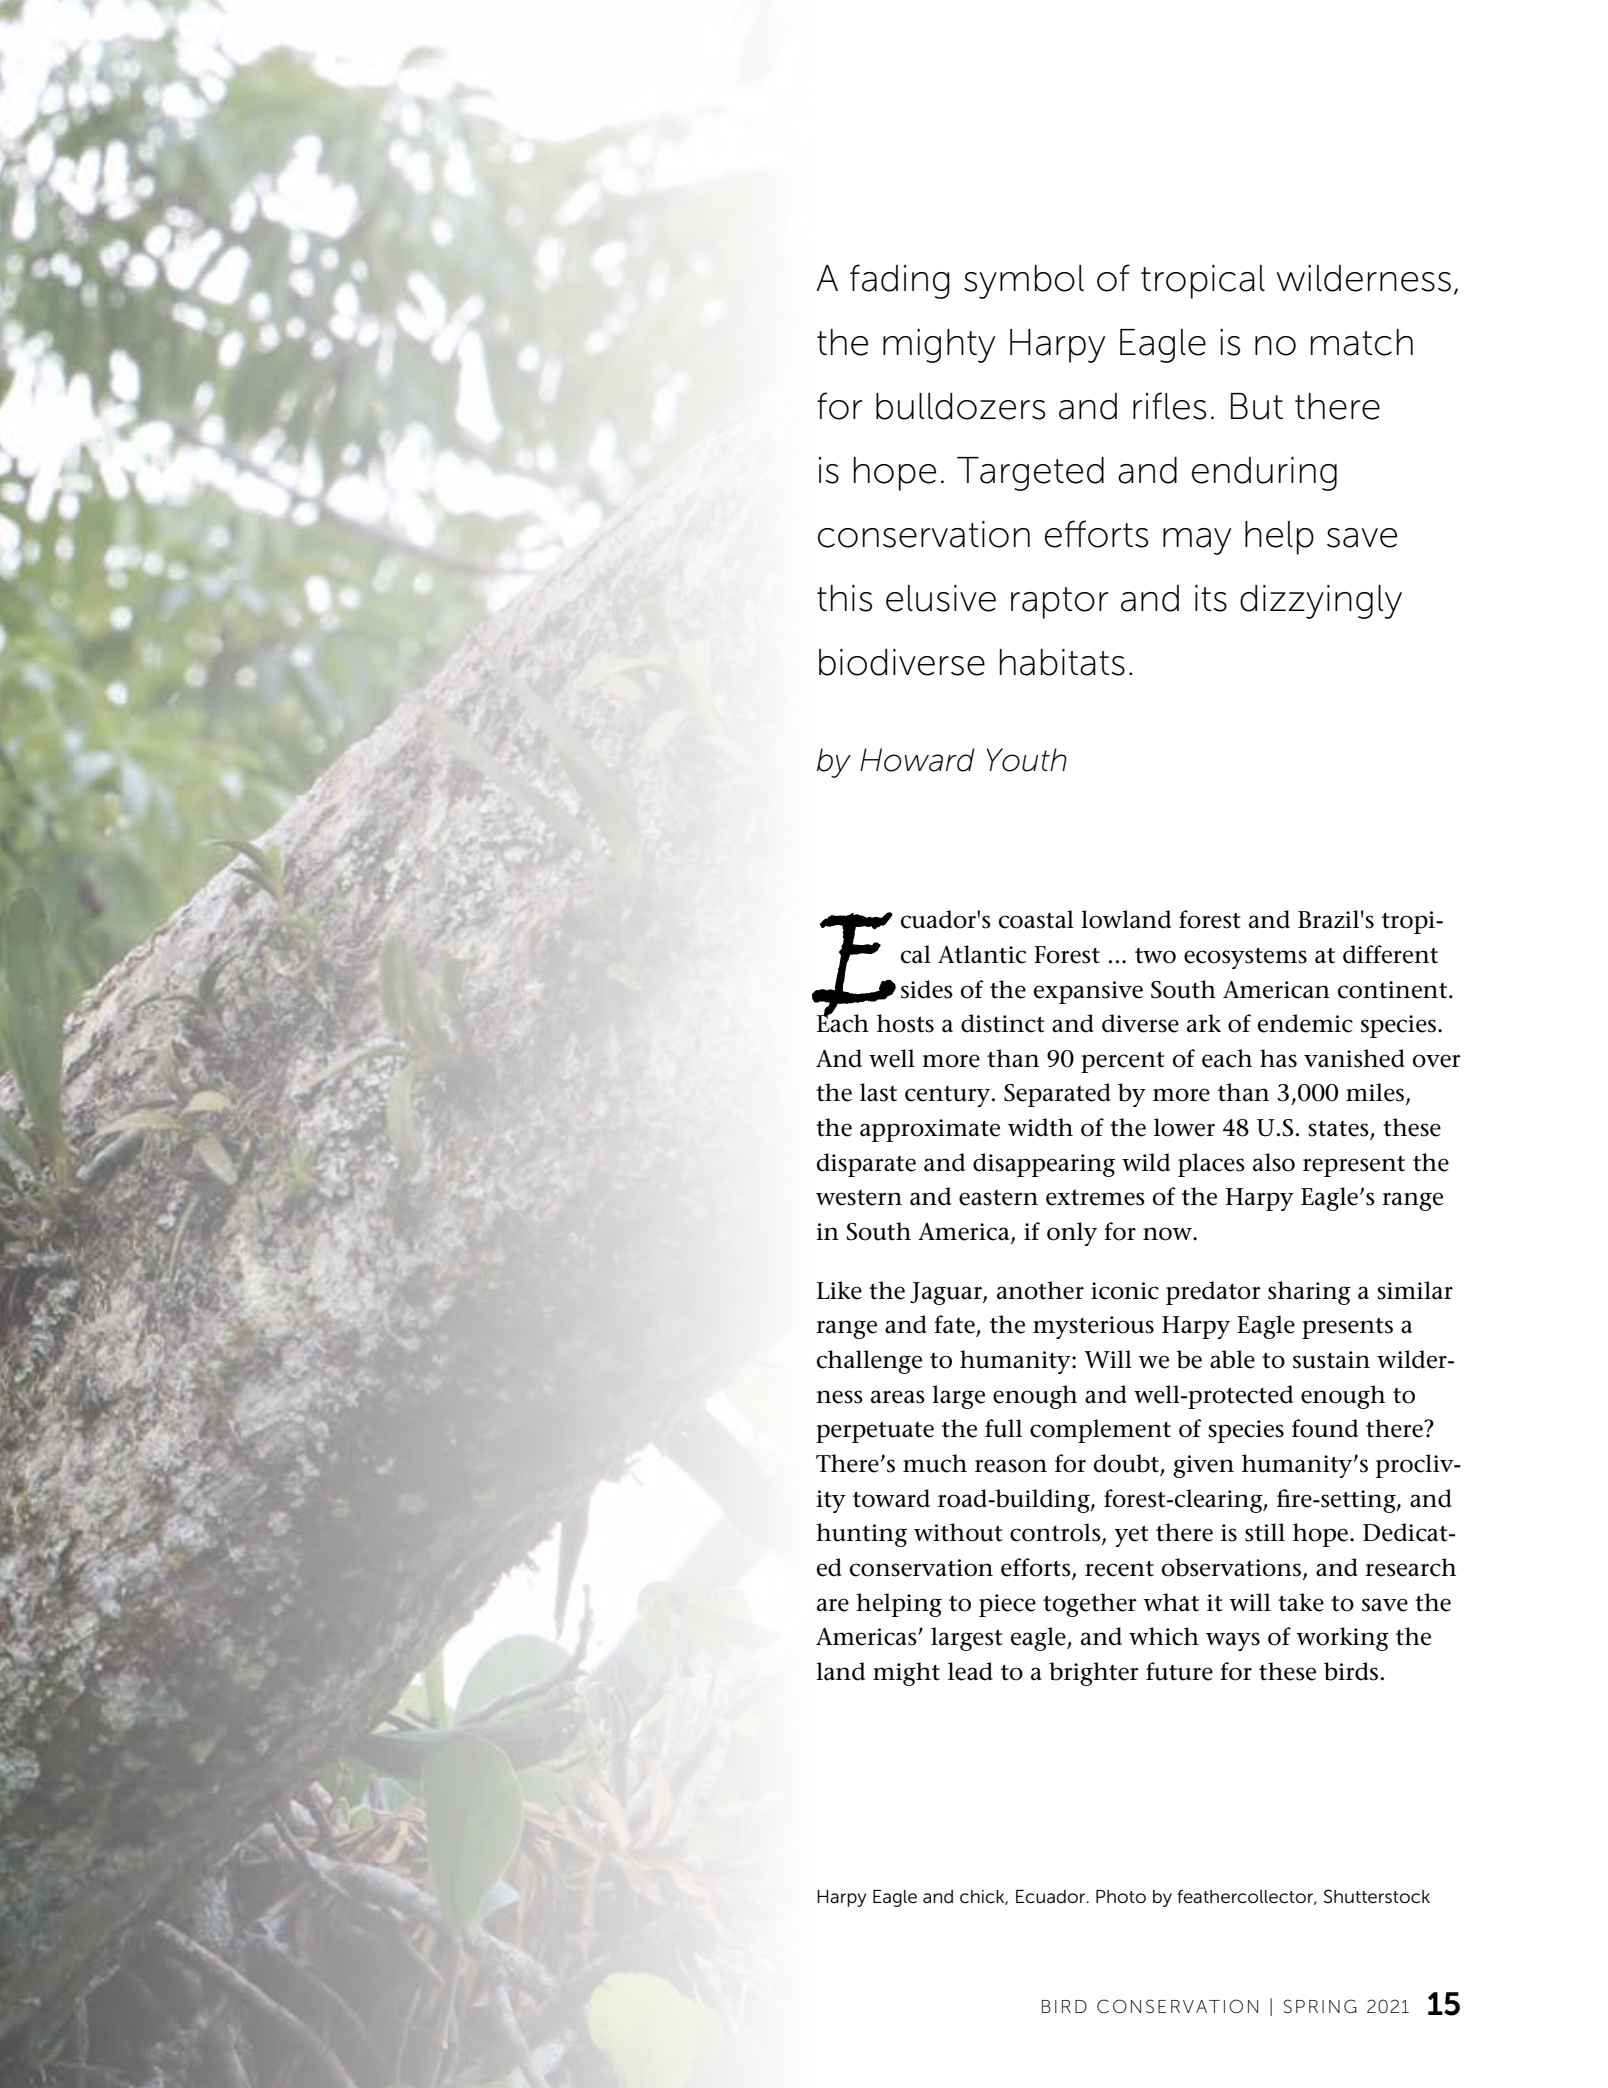 A fading symbol of tropical wilderness,
the mighty Harpy Eagle is no match
for bulldozers and rifles. But there
is hope. Targeted and enduring
conservation efforts may help save
this elusive raptor and its dizzyingly
biodiverse habitats.
by Howard Youth
Ecuador's coastal lowland forest and Brazil's tropi-
cal Atlantic Forest ... two ecosystems at different
sides of the expansive South American continent.
Each hosts a distinct and diverse ark of endemic species.
And well more than 90 percent of each has vanished over
the last century. Separated by more than 3,000 miles,
the approximate width of the lower 48 U.S. states, these
disparate and disappearing wild places also represent the
western and eastern extremes of the Harpy Eagle’s range
in South America, if only for now.
Like the Jaguar, another iconic predator sharing a similar
range and fate, the mysterious Harpy Eagle presents a
challenge to humanity: Will we be able to sustain wilder-
ness areas large enough and well-protected enough to
perpetuate the full complement of species found there?
There’s much reason for doubt, given humanity’s procliv-
ity toward road-building, forest-clearing, fire-setting, and
hunting without controls, yet there is still hope. Dedicat-
ed conservation efforts, recent observations, and research
are helping to piece together what it will take to save the
Americas’ largest eagle, and which ways of working the
land might lead to a brighter future for these birds.
Harpy Eagle and chick, Ecuador. Photo by feathercollector, Shutterstock
BIRD CONSERVATION | SPRING 2021 15